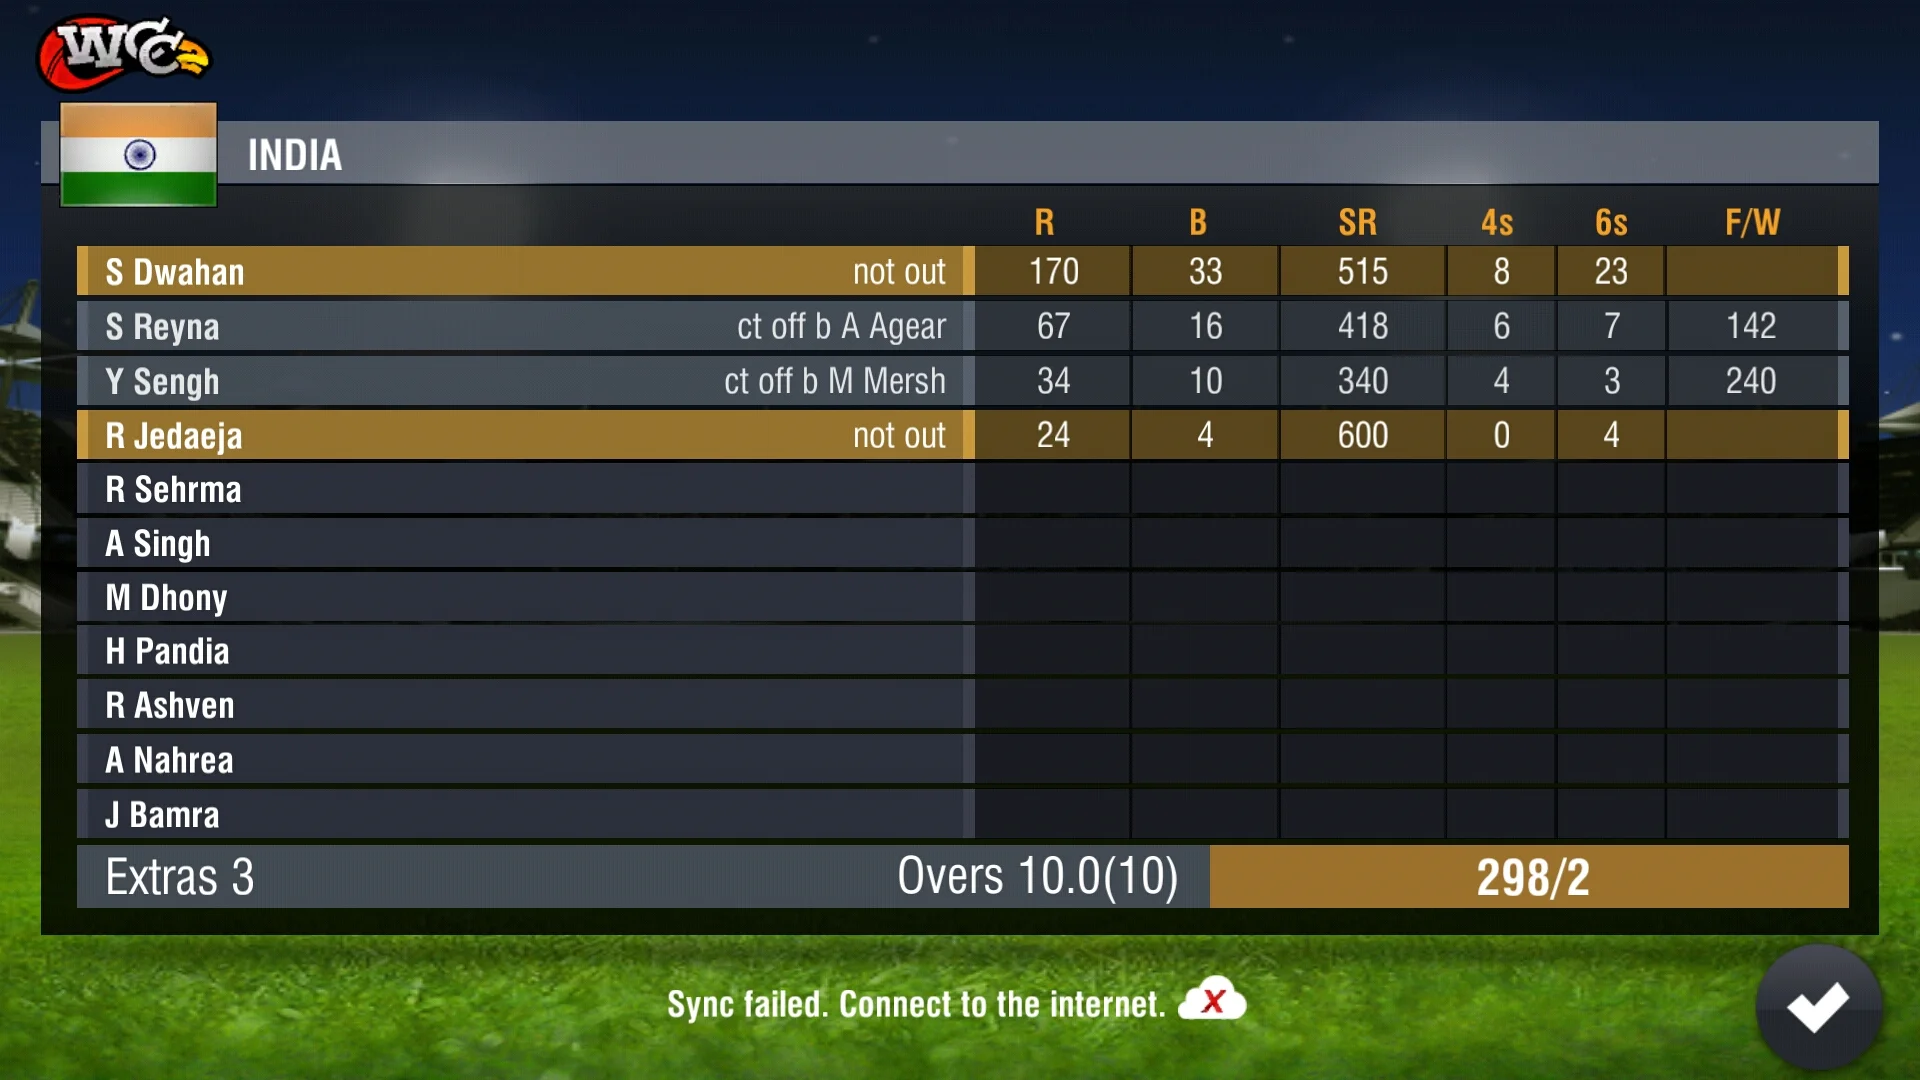 WCC2
INDIA
R B SR 4s 6s F/W
S Dwahan not out 170 33 515 8 23
S Reyna ct off b A Agear 67 16 418 6 7 142
Y Sengh ct off b M Mersh 34 10 340 4 3 240
R Jedaeja not out 24 4 600 0 4
R Sehrma
A Singh
M Dhony
H Pandia
R Ashven
A Nahrea
J Bamra
Extras 3 Overs 10.0(10) 298/2
Sync failed. Connect to the internet. X